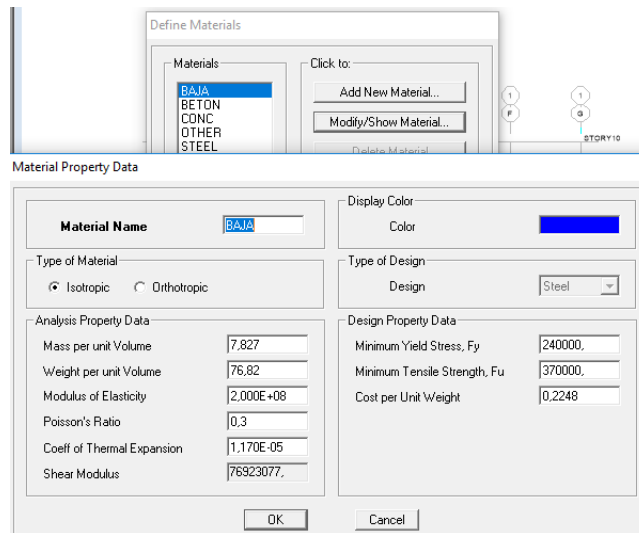 Define Materials
Materials
BAJA
BETON
CONC
OTHER
STEEL
Click to:
Add New Material...
Modify/Show Material...
Delete Material
1 1
F G
STORY10
Material Property Data
Material Name BAJA
Display Color
Color
Type of Material
Isotropic Orthotropic
Type of Design
Design Steel
Analysis Property Data
Mass per unit Volume 7,827
Weight per unit Volume 76,82
Modulus of Elasticity 2,000E+08
Poisson's Ratio 0,3
Coeff of Thermal Expansion 1,170E-05
Shear Modulus 76923077,
Design Property Data
Minimum Yield Stress, Fy 240000,
Minimum Tensile Strength, Fu 370000,
Cost per Unit Weight 0,2248
OK Cancel